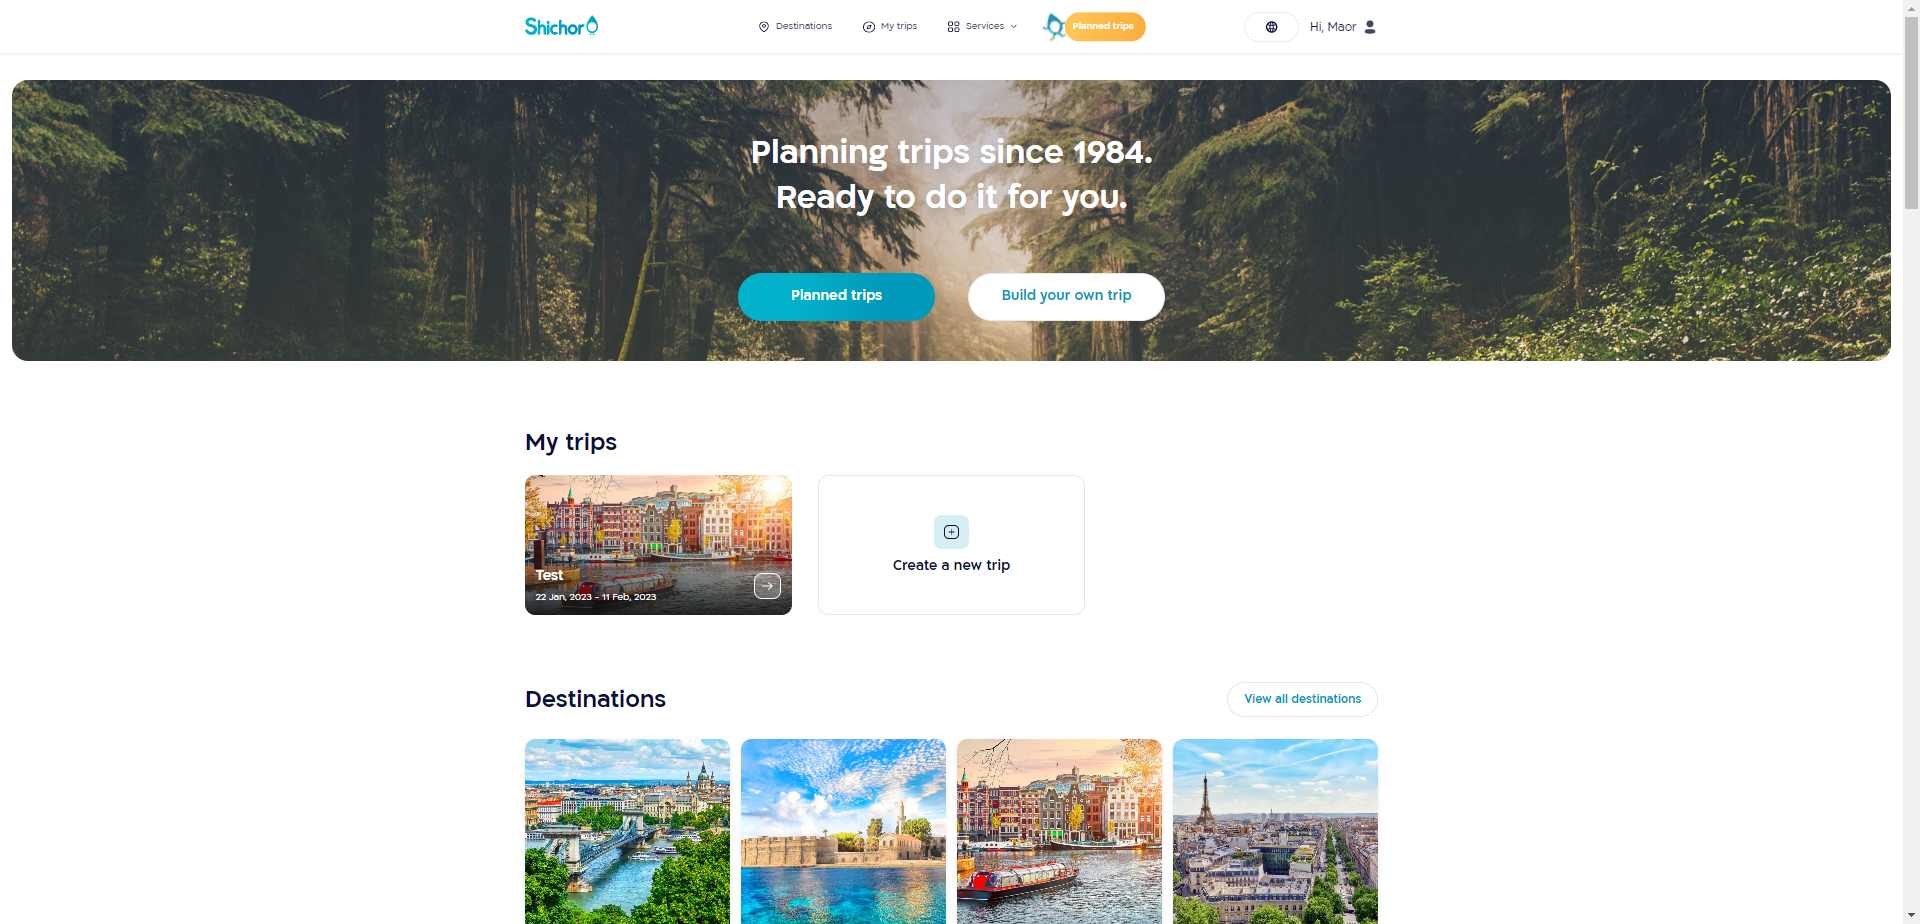 Shichor
Destinations
My trips
Services
Planned trips
Hi, Maor
Planning trips since 1984.
Ready to do it for you.
Planned trips
Build your own trip
My trips
Test
22 Jan, 2023 - 11 Feb, 2023
Create a new trip
Destinations
View all destinations